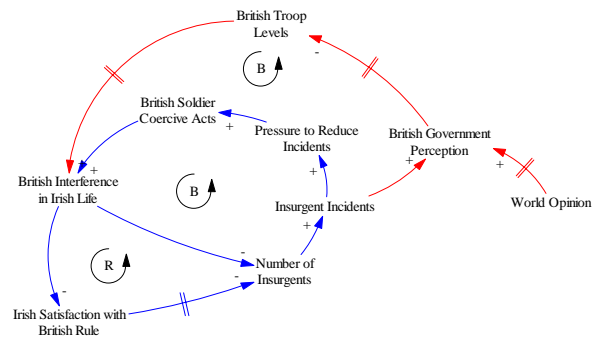 British Troop
Levels
-
B
British Soldier
Coercive Acts
+
Pressure to Reduce
Incidents
British Government
Perception
+
+
+
British Interference
in Irish Life
+
B
+
Insurgent Incidents
World Opinion
+
R
-
Number of
Insurgents
-
-
Irish Satisfaction with
British Rule